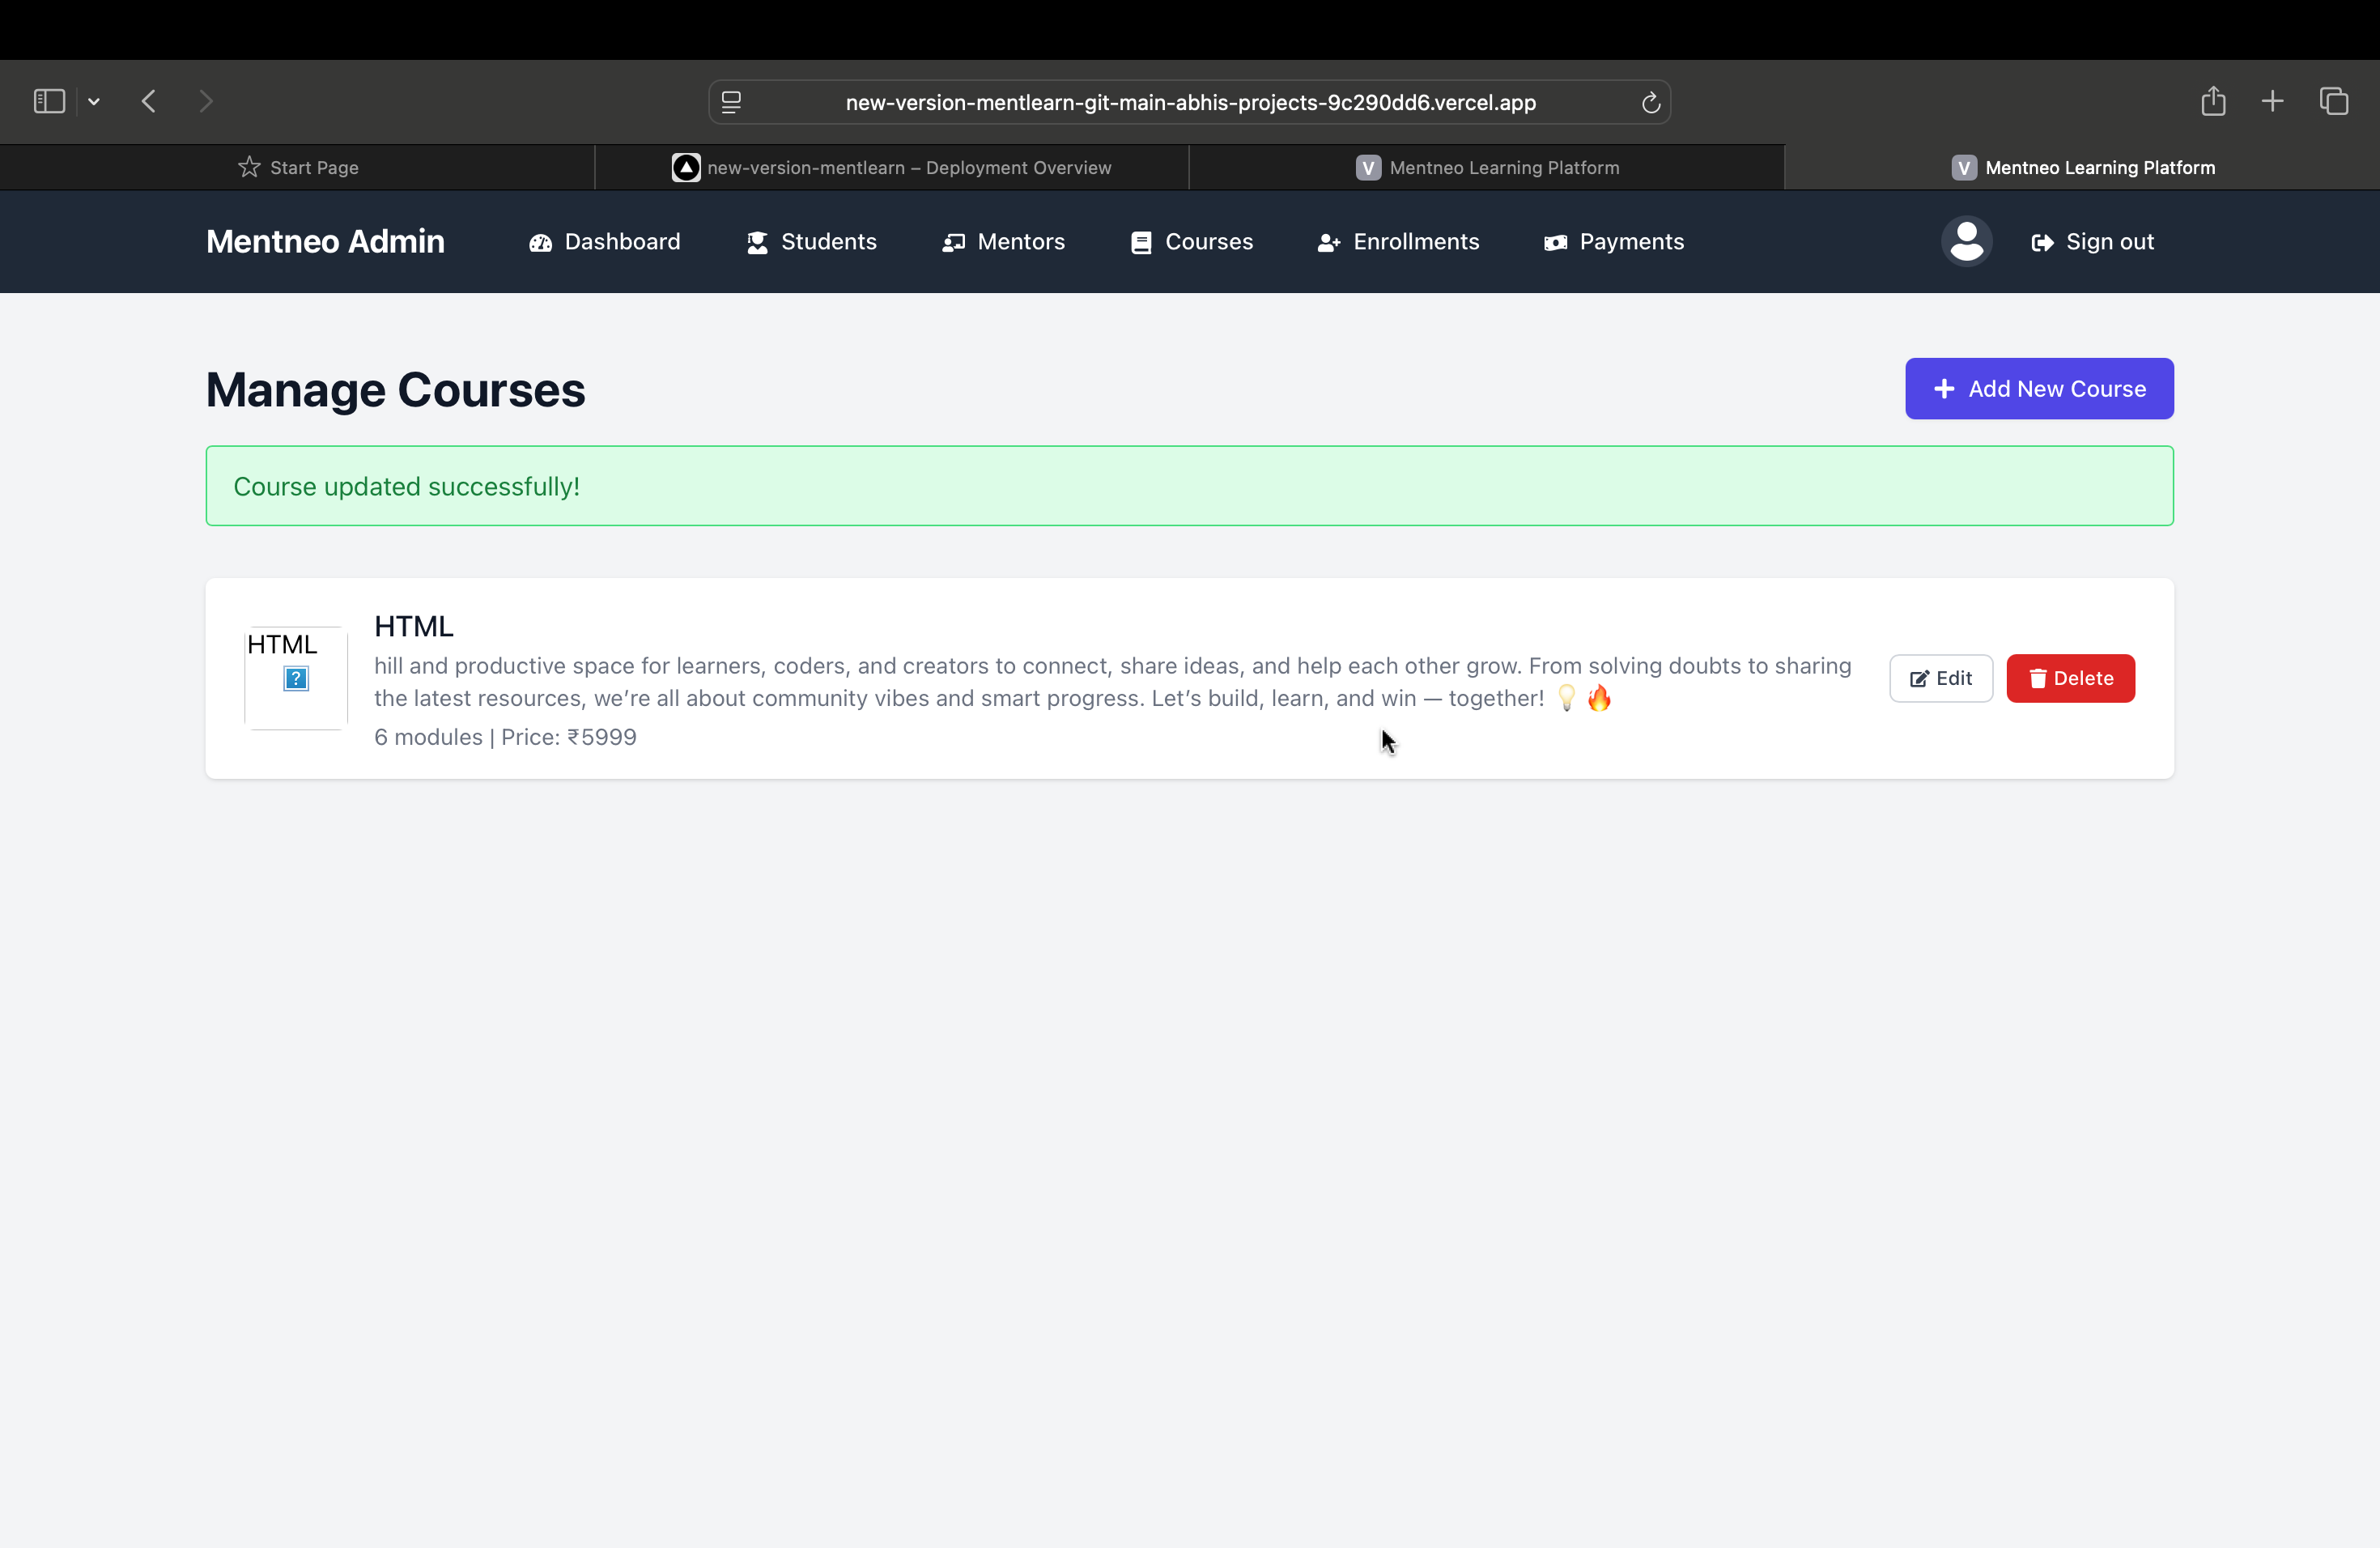 new-version-mentlearn-git-main-abhis-projects-9c290dd6.vercel.app
Start Page
new-version-mentlearn – Deployment Overview
V Mentneo Learning Platform
V Mentneo Learning Platform
Mentneo Admin
Dashboard
Students
Mentors
Courses
Enrollments
Payments
Sign out
Manage Courses
Add New Course
Course updated successfully!
HTML
HTML
hill and productive space for learners, coders, and creators to connect, share ideas, and help each other grow. From solving doubts to sharing
the latest resources, we’re all about community vibes and smart progress. Let’s build, learn, and win — together! 💡 🔥
6 modules | Price: ₹5999
Edit
Delete